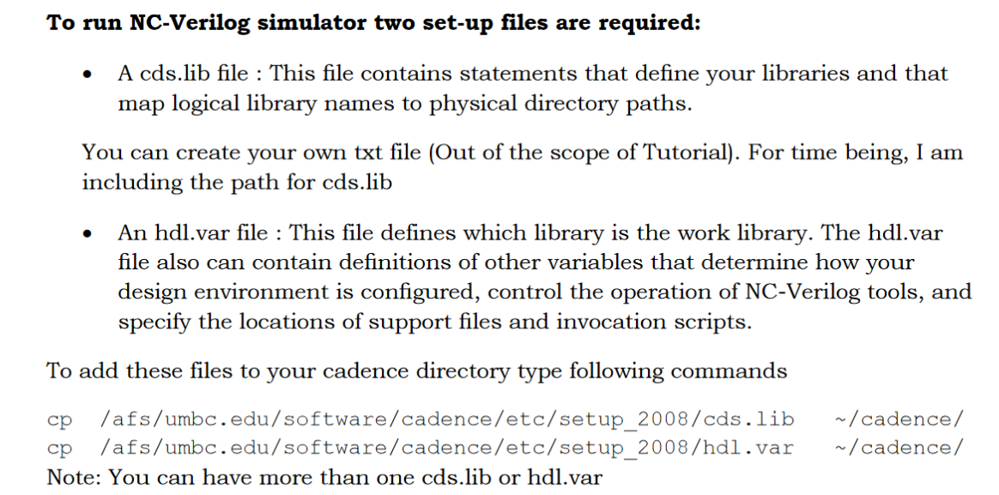 To run NC-Verilog simulator two set-up files are required:
• A cds.lib file : This file contains statements that define your libraries and that
map logical library names to physical directory paths.
You can create your own txt file (Out of the scope of Tutorial). For time being, I am
including the path for cds.lib
• An hdl.var file : This file defines which library is the work library. The hdl.var
file also can contain definitions of other variables that determine how your
design environment is configured, control the operation of NC-Verilog tools, and
specify the locations of support files and invocation scripts.
To add these files to your cadence directory type following commands
cp /afs/umbc.edu/software/cadence/etc/setup_2008/cds.lib ~/cadence/
cp /afs/umbc.edu/software/cadence/etc/setup_2008/hdl.var ~/cadence/
Note: You can have more than one cds.lib or hdl.var